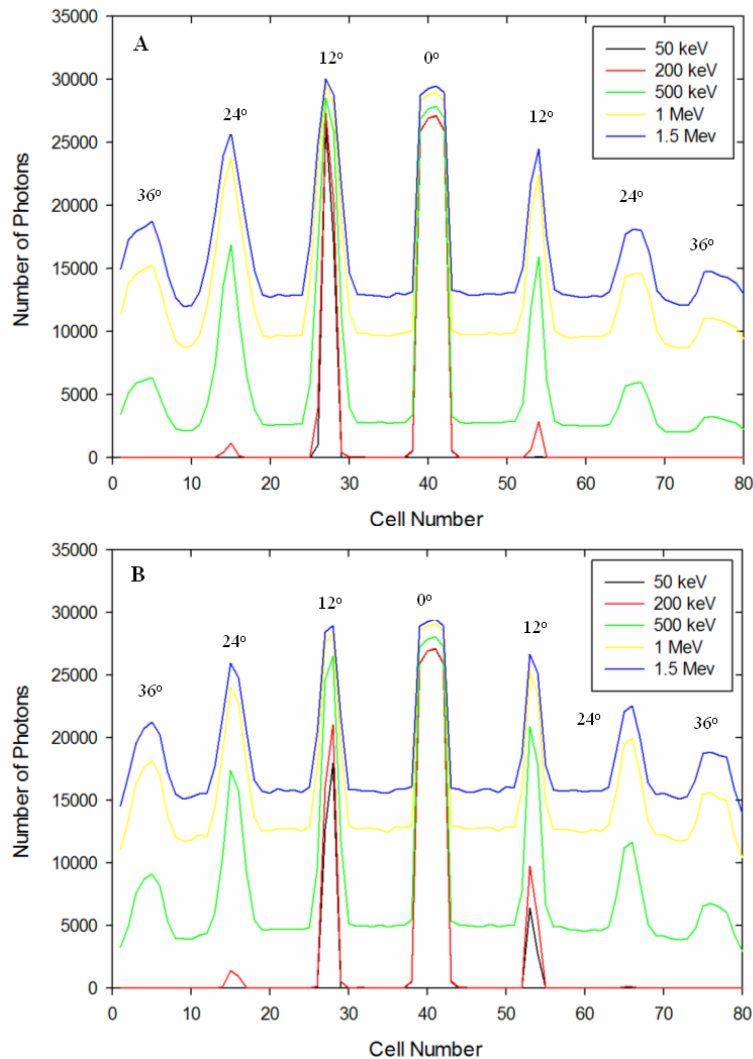 35000
30000
25000
20000
15000
10000
5000
0
Number of Photons
A
36°
24°
12°
0°
12°
24°
36°
50 keV
200 keV
500 keV
1 MeV
1.5 Mev
0 10 20 30 40 50 60 70 80
Cell Number
35000
30000
25000
20000
15000
10000
5000
0
Number of Photons
B
36°
24°
12°
0°
12°
24°
36°
50 keV
200 keV
500 keV
1 MeV
1.5 Mev
0 10 20 30 40 50 60 70 80
Cell Number